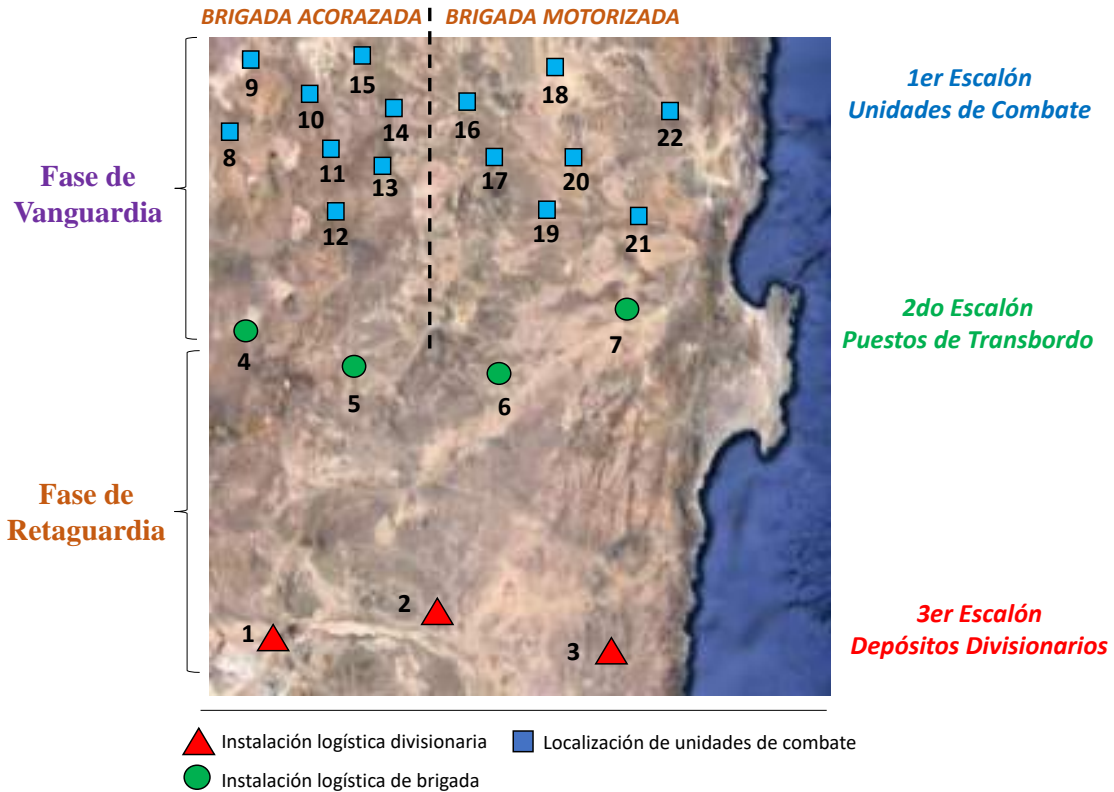 BRIGADA ACORAZADA
BRIGADA MOTORIZADA
9
15
18
10
14
16
22
8
11
13
17
20
12
19
21
1er Escalón
Unidades de Combate
Fase de
Vanguardia
4
5
6
7
2do Escalón
Puestos de Transbordo
Fase de
Retaguardia
1
2
3
3er Escalón
Depósitos Divisionarios
Instalación logística divisionaria
Localización de unidades de combate
Instalación logística de brigada